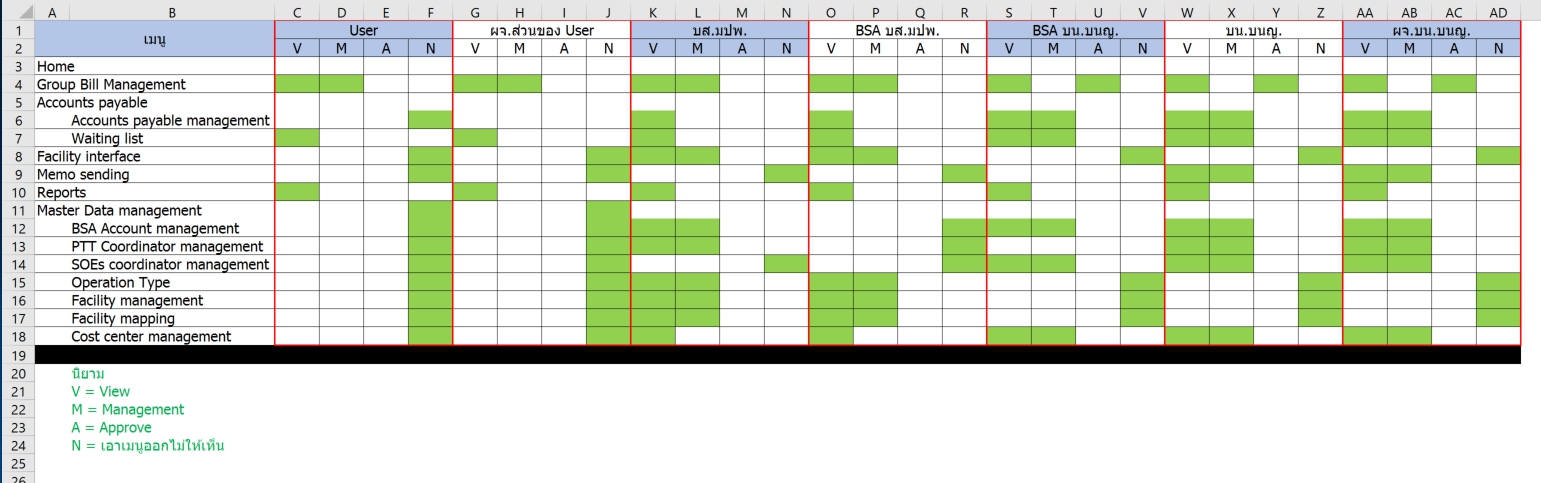 A B C D E F G H I J K L M N O P Q R S T U V W X Y Z AA AB AC AD
1 เมนู User ผจ.ส่วนของ User บส.มปพ. BSA บส.มปพ. BSA บน.บนญ. บน.บนญ. ผจ.บน.บนญ.
2 V M A N V M A N V M A N V M A N V M A N V M A N V M A N
3 Home
4 Group Bill Management
5 Accounts payable
6 Accounts payable management
7 Waiting list
8 Facility interface
9 Memo sending
10 Reports
11 Master Data management
12 BSA Account management
13 PTT Coordinator management
14 SOEs coordinator management
15 Operation Type
16 Facility management
17 Facility mapping
18 Cost center management
19
20 นิยาม
21 V = View
22 M = Management
23 A = Approve
24 N = เอาเมนูออกไม่ให้เห็น
25
26